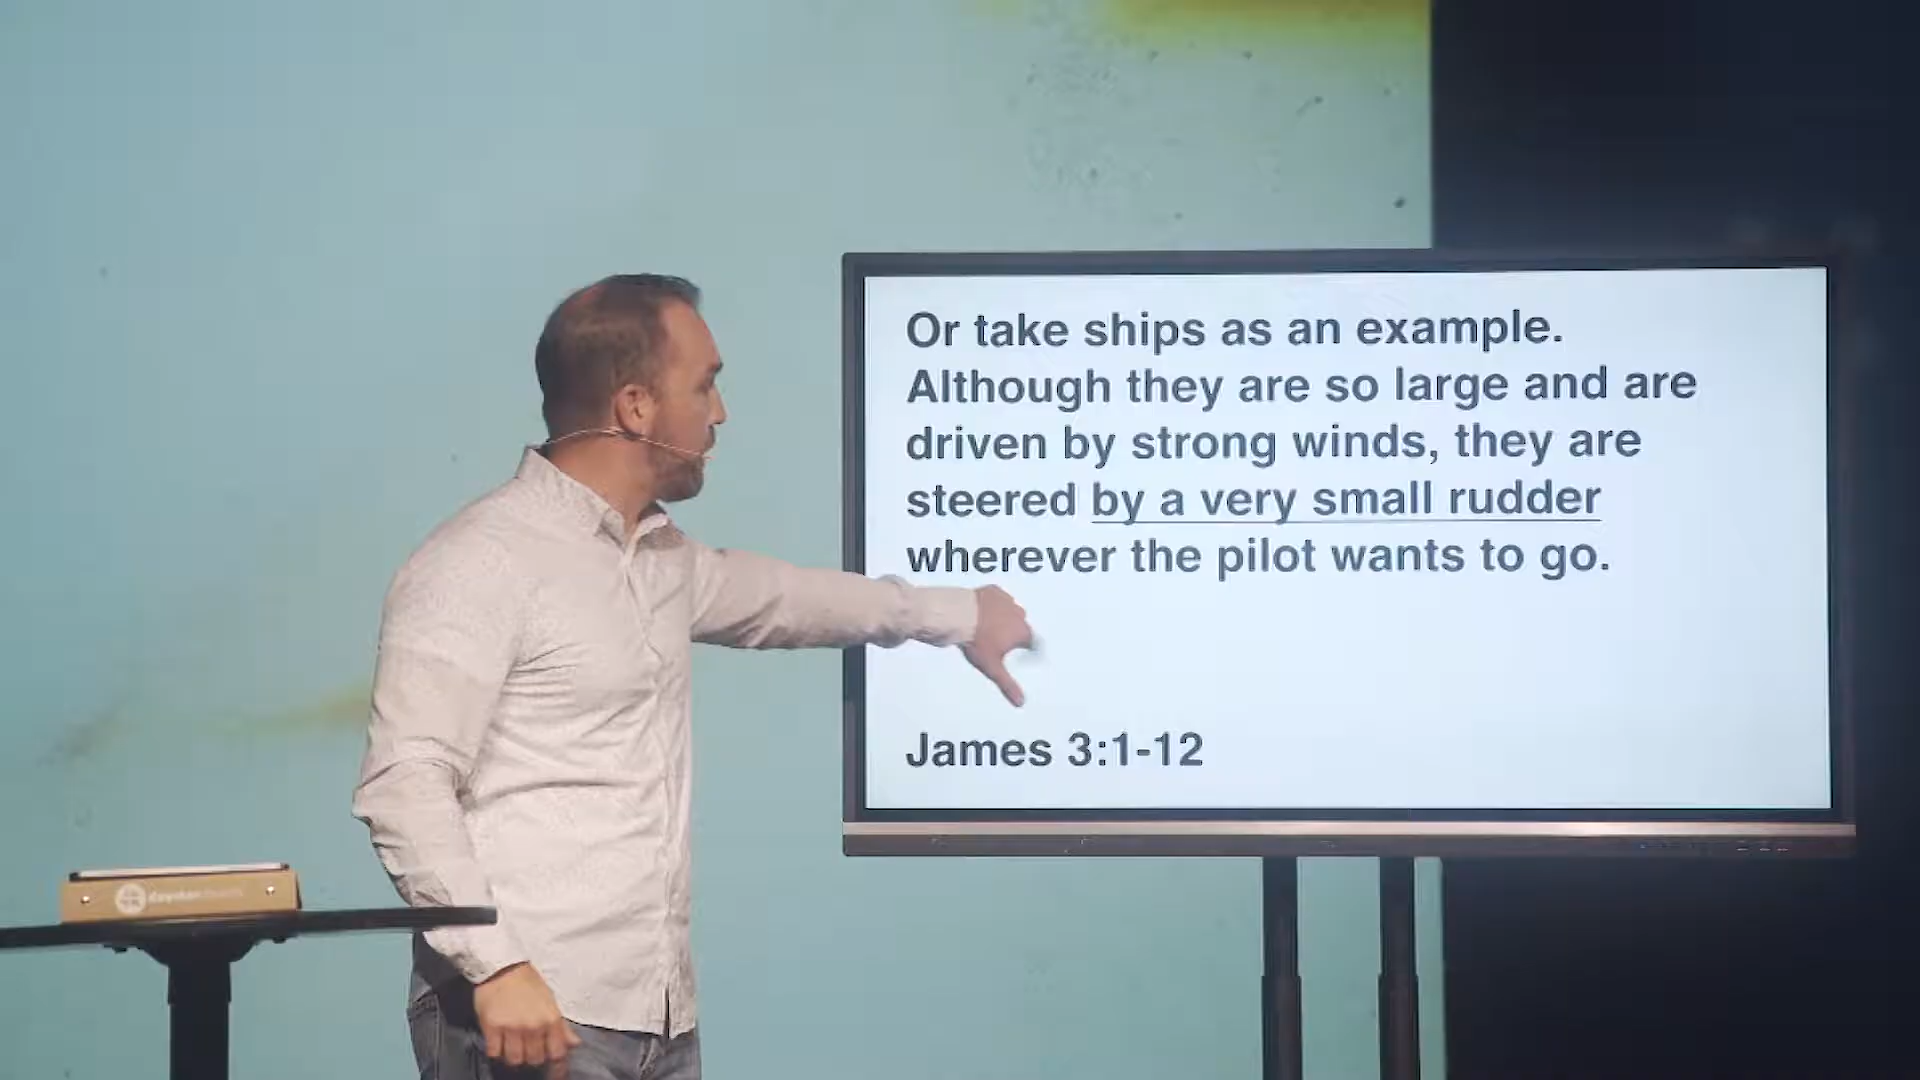 Or take ships as an example.
Although they are so large and are
driven by strong winds, they are
steered by a very small rudder
wherever the pilot wants to go.
James 3:1-12